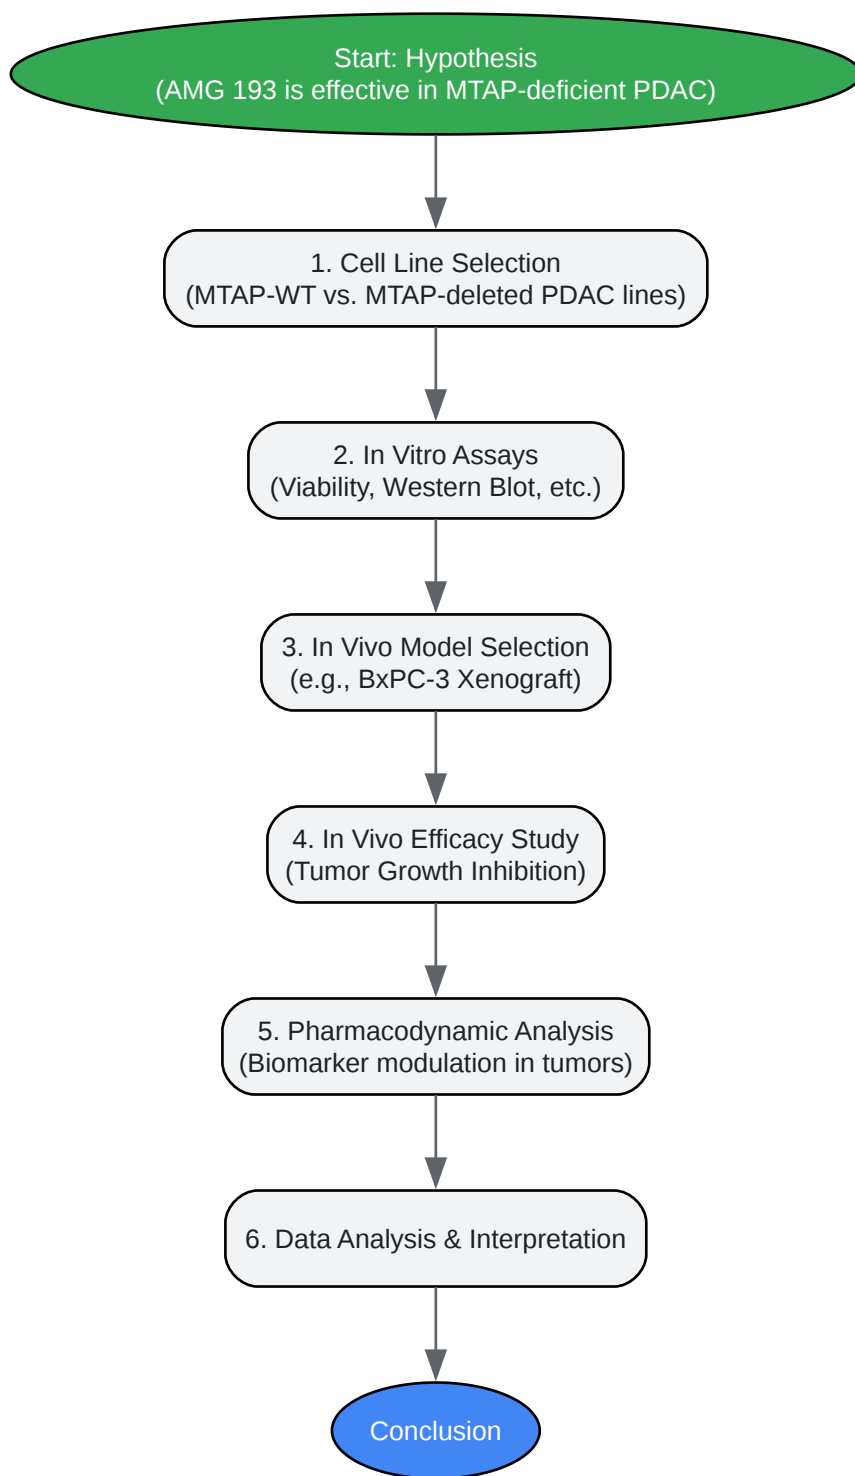 Start: Hypothesis
(AMG 193 is effective in MTAP-deficient PDAC)
1. Cell Line Selection
(MTAP-WT vs. MTAP-deleted PDAC lines)
2. In Vitro Assays
(Viability, Western Blot, etc.)
3. In Vivo Model Selection
(e.g., BxPC-3 Xenograft)
4. In Vivo Efficacy Study
(Tumor Growth Inhibition)
5. Pharmacodynamic Analysis
(Biomarker modulation in tumors)
6. Data Analysis & Interpretation
Conclusion